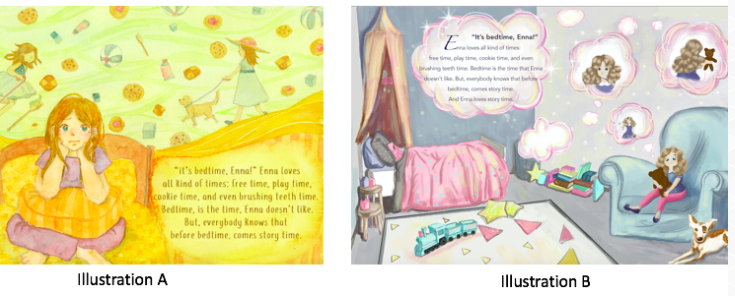 "it's bedtime, Enna!" Enna loves
all kind of times: free time, play time,
cookie time, and even brushing teeth time.
Bedtime, is the time, Enna doesn't like.
But, everybody knows that
before bedtime, comes story time.
Illustration A
"It's bedtime, Enna!"
Enna loves all kind of times:
free time, play time, cookie time, and even
brushing teeth time. Bedtime is the time that Enna
doesn't like. But, everybody knows that before
bedtime, comes story time.
And Enna loves story time.
Illustration B